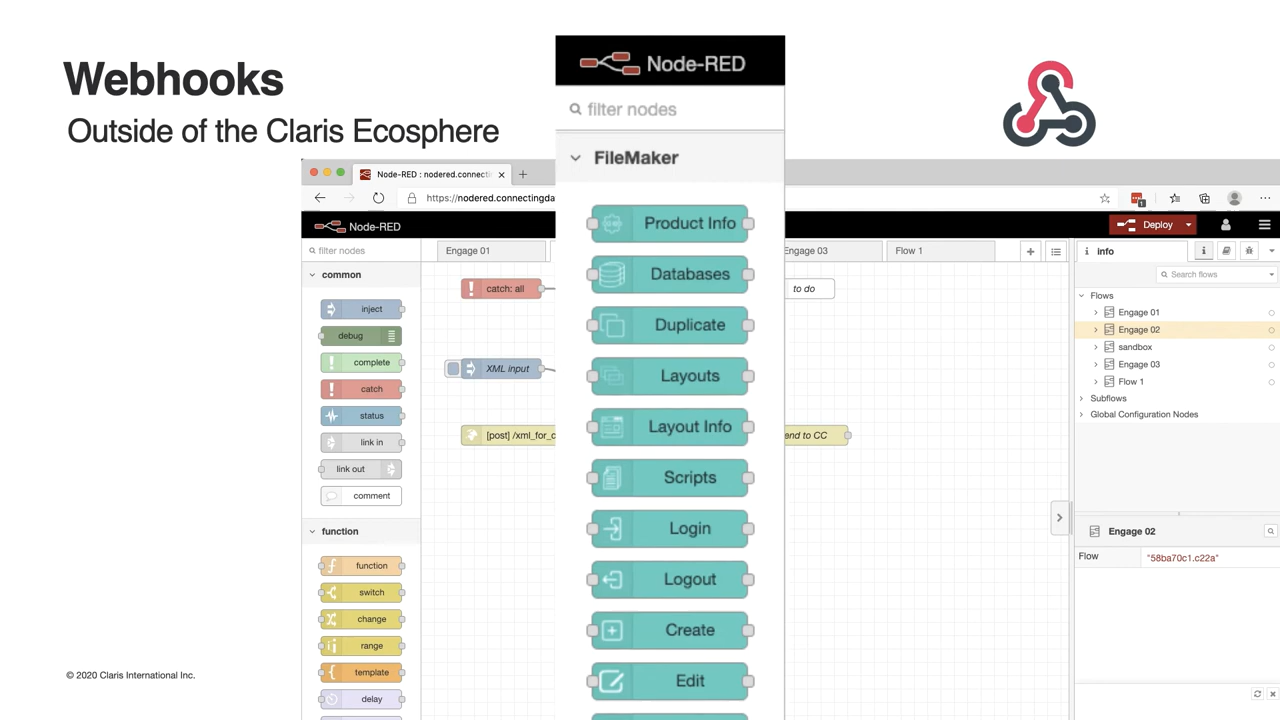 Webhooks
Outside of the Claris Ecosphere
Node-RED
filter nodes
FileMaker
Product Info
Databases
Duplicate
Layouts
Layout Info
Scripts
Login
Logout
Create
Edit
Node-RED : nodered.connectin
https://nodered.connectingda
1
Node-RED
Deploy
filter nodes
common
inject
debug
complete
catch
status
link in
link out
comment
function
function
switch
change
range
template
delay
Engage 01
Engage 03
Flow 1
catch: all
to do
XML input
[post] /xml_for_c
end to CC
info
Search flows
Flows
Engage 01
Engage 02
sandbox
Engage 03
Flow 1
Subflows
Global Configuration Nodes
Engage 02
Flow
"58ba70c1.c22a"
© 2020 Claris International Inc.